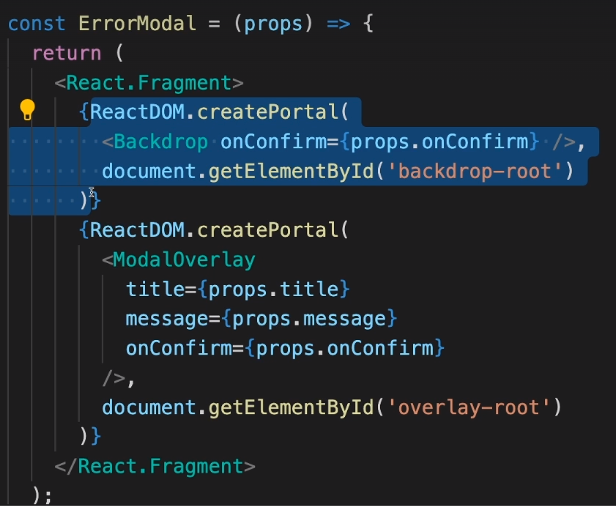 const ErrorModal = (props) => {
  return (
    <React.Fragment>
      {ReactDOM.createPortal(
        <Backdrop onConfirm={props.onConfirm} />,
        document.getElementById('backdrop-root')
      )}
      {ReactDOM.createPortal(
        <ModalOverlay
          title={props.title}
          message={props.message}
          onConfirm={props.onConfirm}
        />,
        document.getElementById('overlay-root')
      )}
    </React.Fragment>
  );